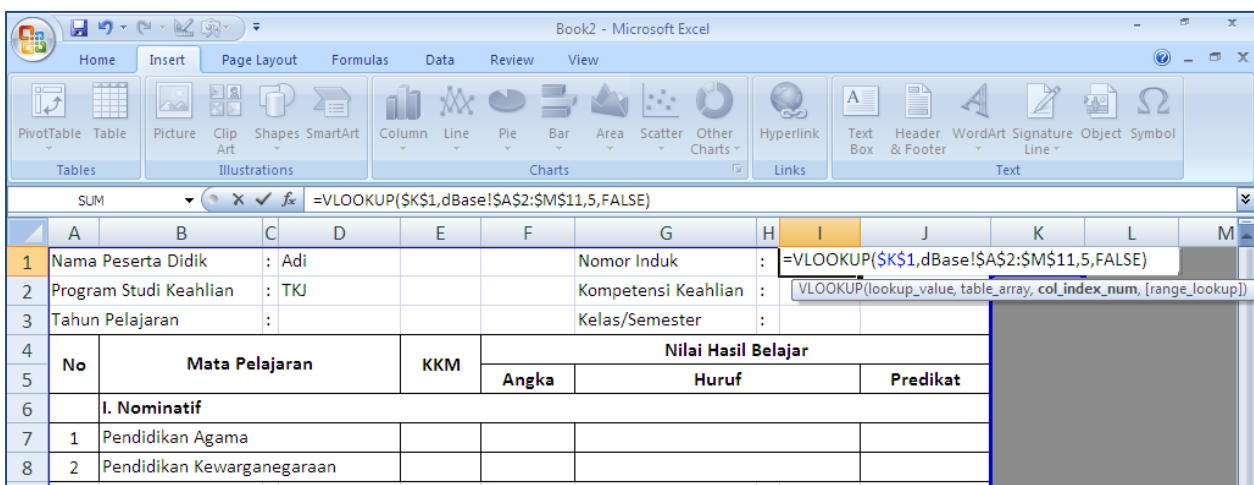 Book2 - Microsoft Excel
Home Insert Page Layout Formulas Data Review View
PivotTable Table Picture Clip Art Shapes SmartArt Column Line Pie Bar Area Scatter Other Charts Hyperlink Text Box Header & Footer WordArt Signature Line Object Symbol
Tables Illustrations Charts Links Text
SUM fx =VLOOKUP($K$1,dBase!$A$2:$M$11,5,FALSE)
A B C D E F G H I J K L M
1 Nama Peserta Didik : Adi Nomor Induk : =VLOOKUP($K$1,dBase!$A$2:$M$11,5,FALSE)
2 Program Studi Keahlian : TKJ Kompetensi Keahlian : VLOOKUP(lookup_value, table_array, col_index_num, [range_lookup])
3 Tahun Pelajaran : Kelas/Semester :
4 No Mata Pelajaran KKM Nilai Hasil Belajar
5 Angka Huruf Predikat
6 I. Nominatif
7 1 Pendidikan Agama
8 2 Pendidikan Kewarganegaraan